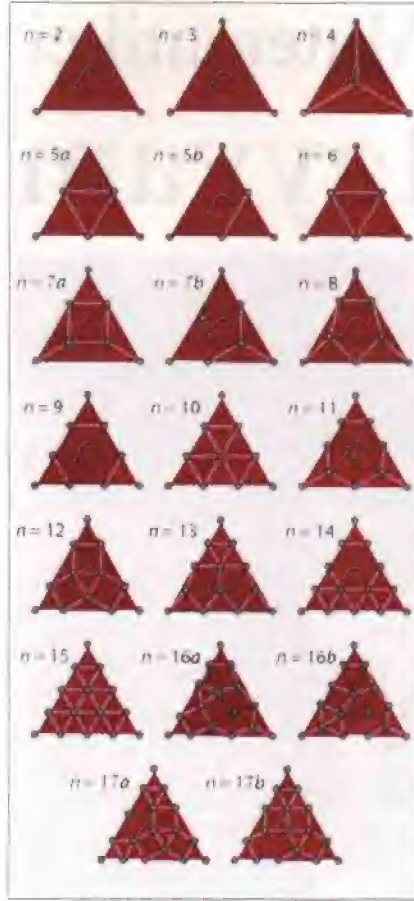 n=2 n=3 n=4
n=5a n=5b n=6
n=7a n=7b n=8
n=9 n=10 n=11
n=12 n=13 n=14
n=15 n=16a n=16b
n=17a n=17b